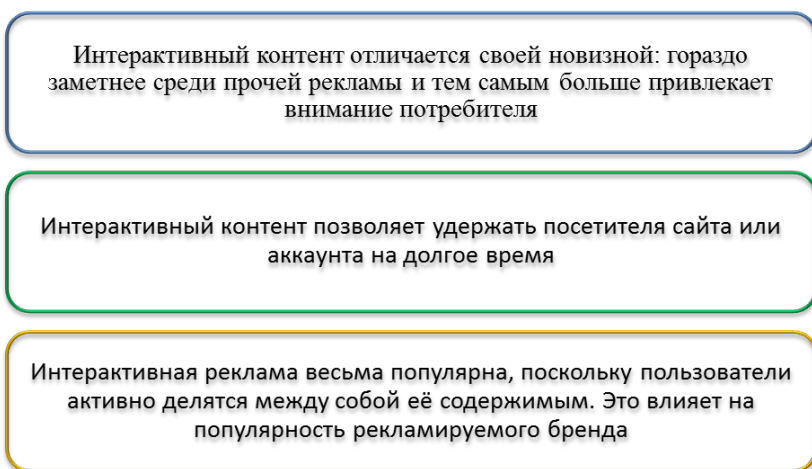 Интерактивный контент отличается своей новизной: гораздо
заметнее среди прочей рекламы и тем самым больше привлекает
внимание потребителя
Интерактивный контент позволяет удержать посетителя сайта или
аккаунта на долгое время
Интерактивная реклама весьма популярна, поскольку пользователи
активно делятся между собой её содержимым. Это влияет на
популярность рекламируемого бренда